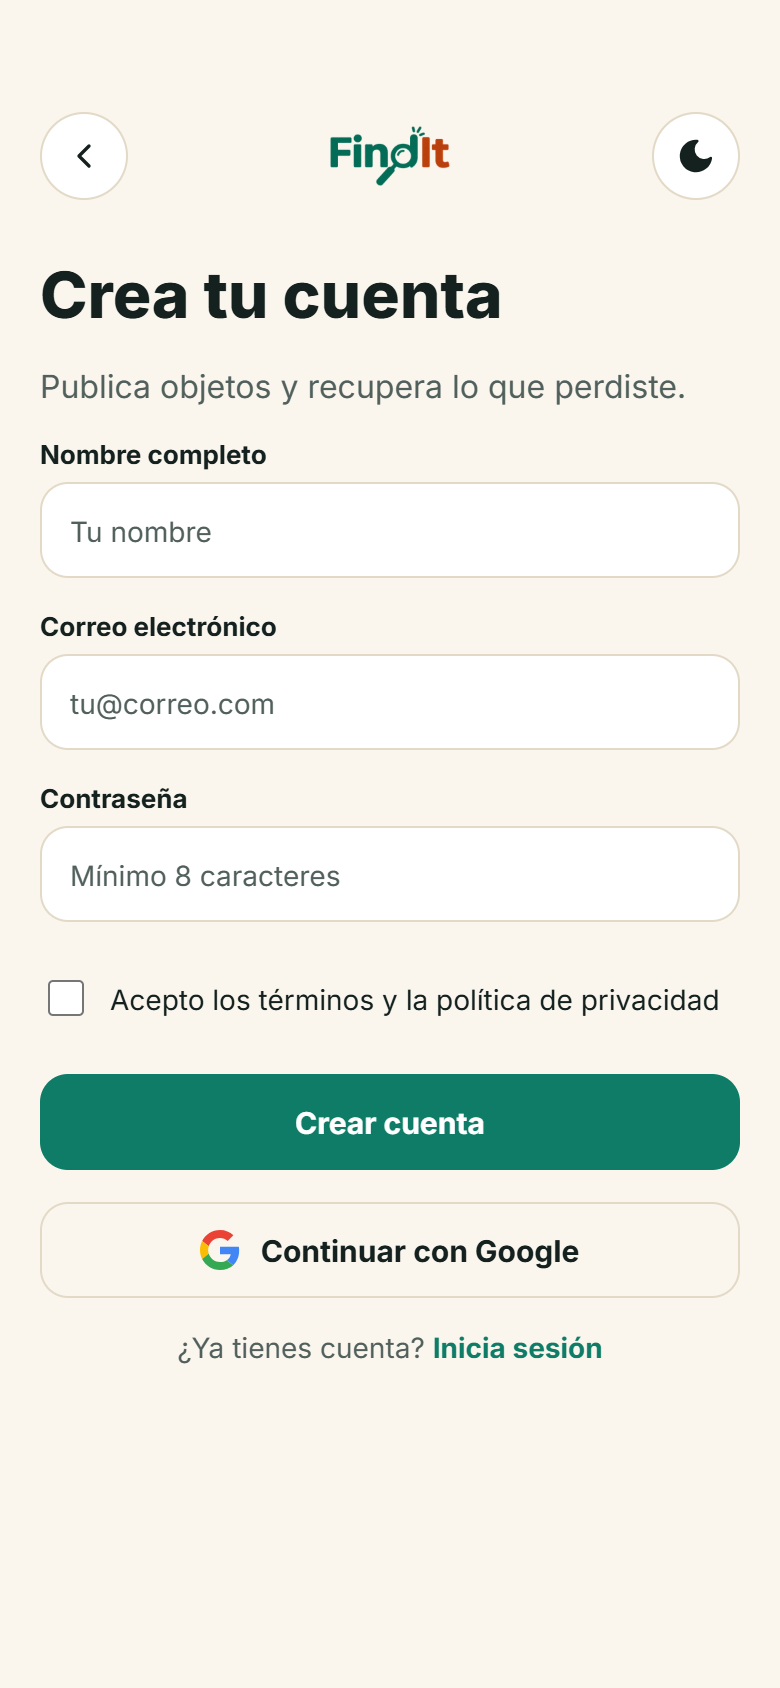 FindIt
Crea tu cuenta
Publica objetos y recupera lo que perdiste.
Nombre completo
Tu nombre
Correo electrónico
tu@correo.com
Contraseña
Mínimo 8 caracteres
Acepto los términos y la política de privacidad
Crear cuenta
Continuar con Google
¿Ya tienes cuenta? Inicia sesión